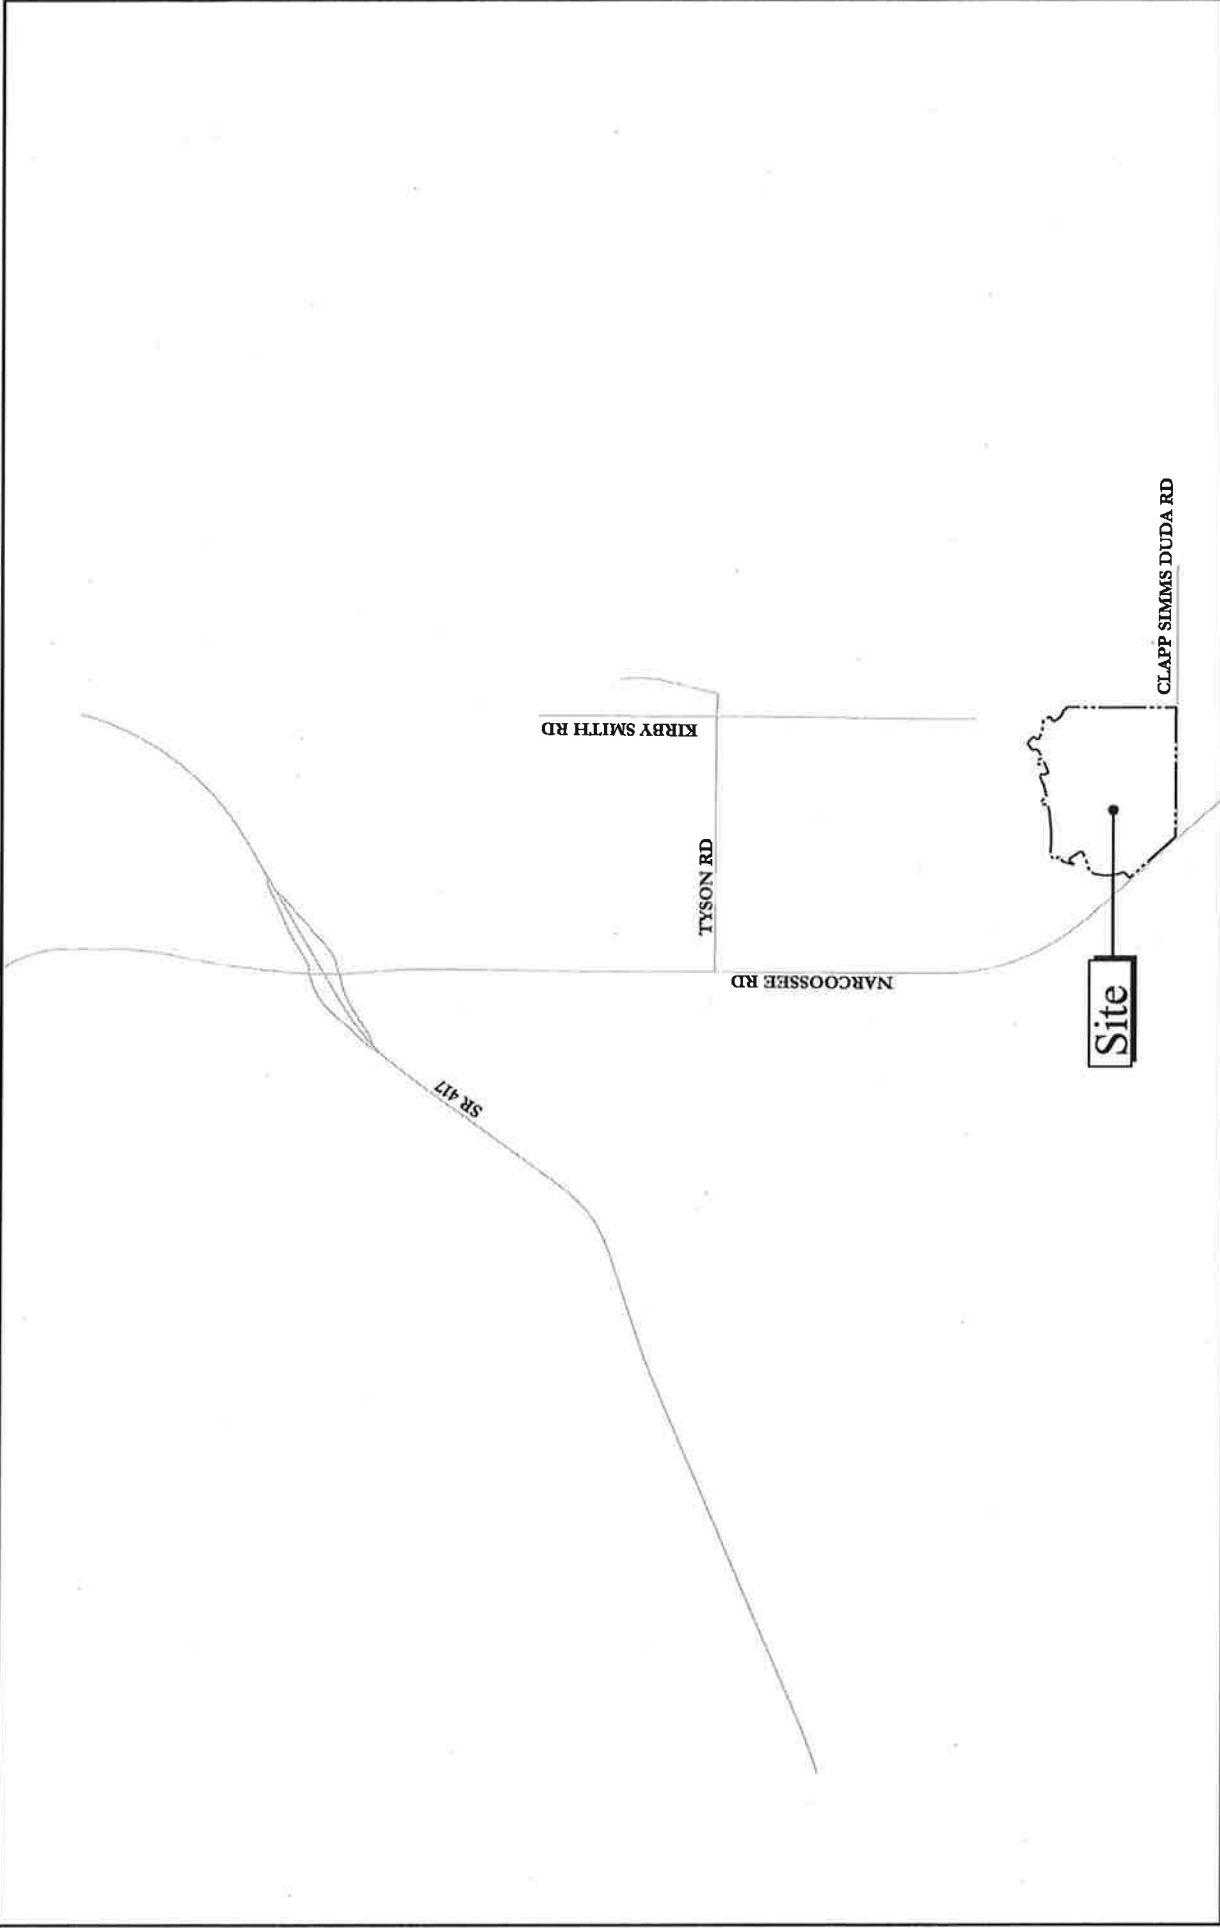 SR 417
NARCOOSSEE RD
TYSON RD
KIRBY SMITH RD
Site
CLAPP SIMMS DUDA RD